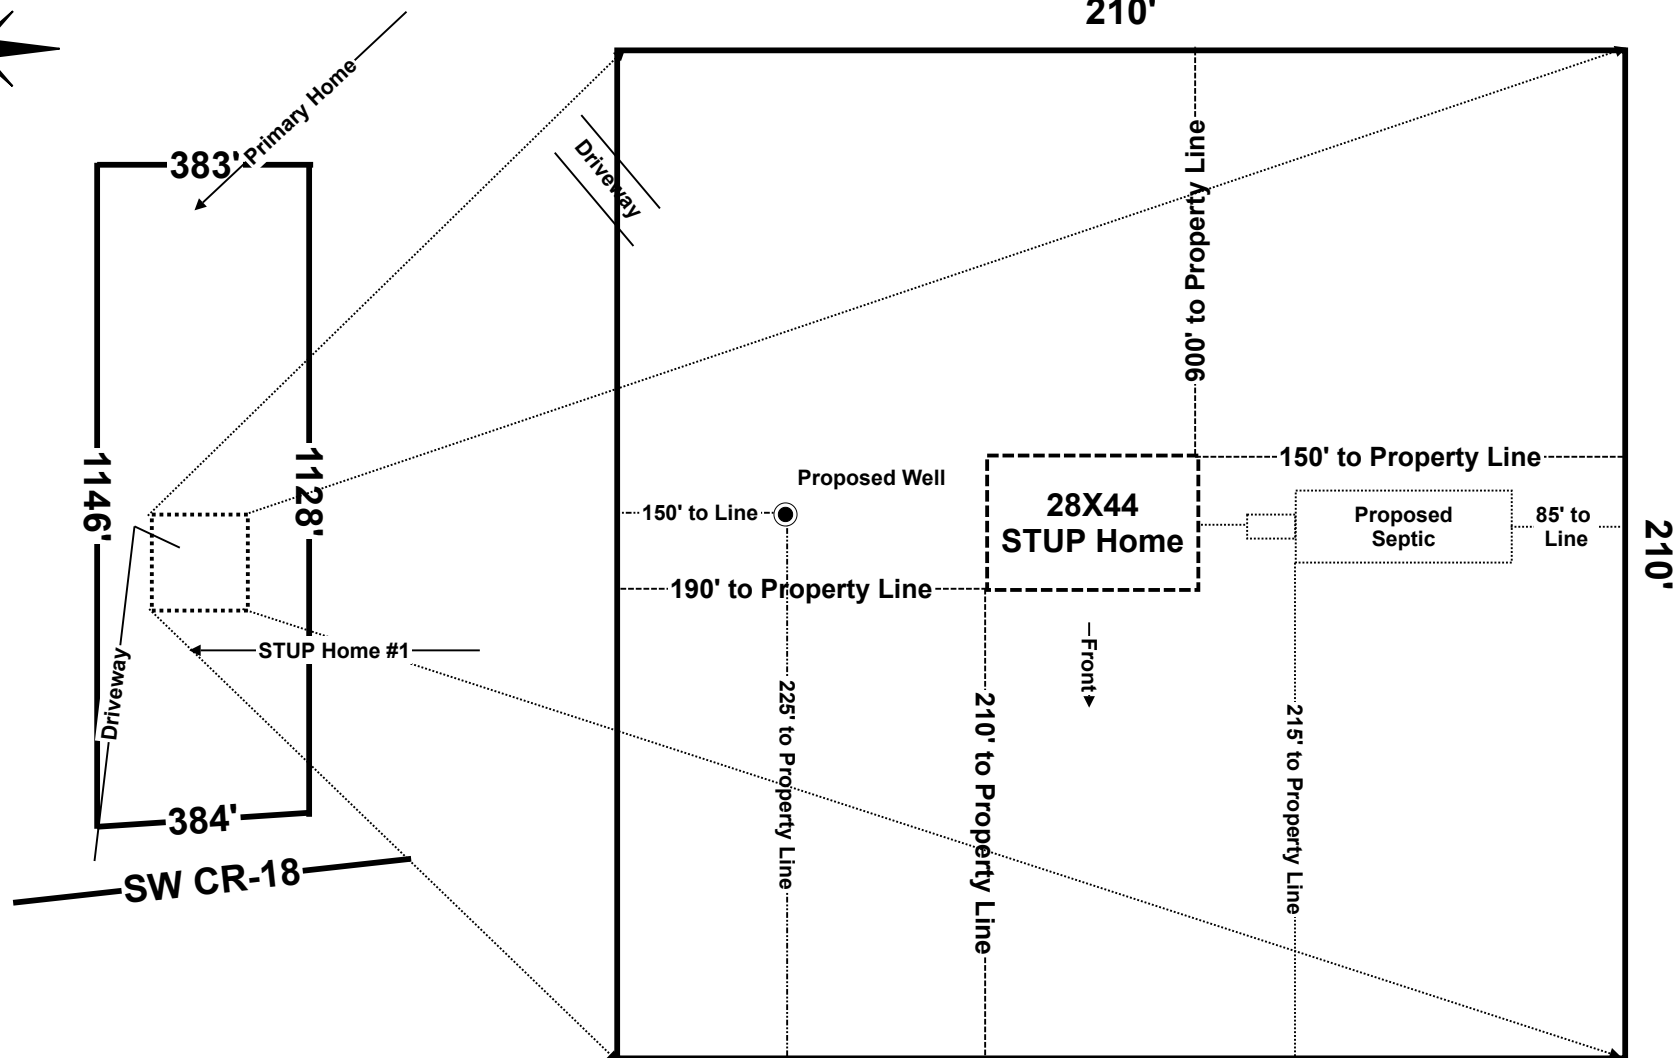 210'
Primary Home
383'
Driveway
900' to Property Line
1146'
1128'
150' to Property Line
Proposed Well
28X44
STUP Home
150' to Line
Proposed
Septic
85' to
Line
210'
190' to Property Line
STUP Home #1
Front
Driveway
225' to Property Line
210' to Property Line
215' to Property Line
384'
SW CR-18